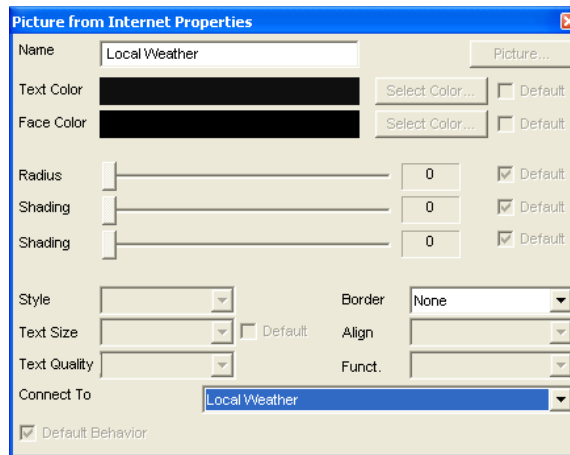 Picture from Internet Properties
Name Local Weather Picture...
Text Color Select Color... Default
Face Color Select Color... Default
Radius 0 Default
Shading 0 Default
Shading 0 Default
Style Border None
Text Size Default Align
Text Quality Funct.
Connect To Local Weather
Default Behavior